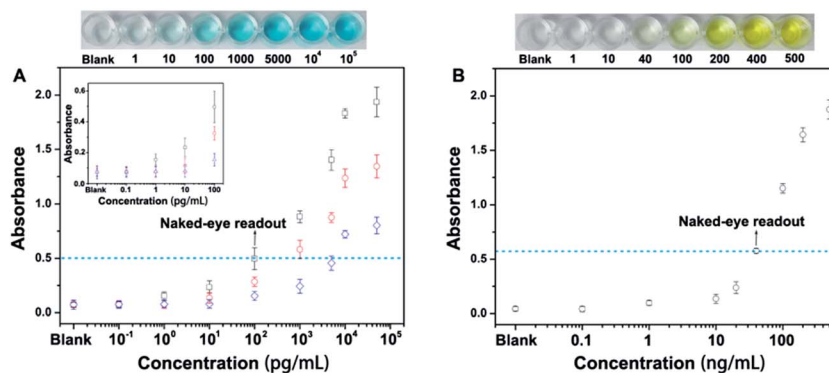 Blank 1 10 100 1000 5000 10⁴ 10⁵
Blank 1 10 40 100 200 400 500
A
Absorbance
2.0
1.5
1.0
0.5
0.0
Absorbance
0.6
0.4
0.2
0.0
Blank 0.1 1 10 100
Concentration (pg/mL)
Naked-eye readout
Blank 10⁻¹ 10⁰ 10¹ 10² 10³ 10⁴ 10⁵
Concentration (pg/mL)
B
Absorbance
2.0
1.5
1.0
0.5
0.0
Naked-eye readout
Blank 0.1 1 10 100
Concentration (ng/mL)